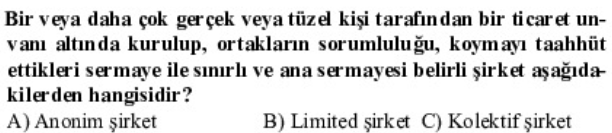 Bir veya daha çok gerçek veya tüzel kişi tarafından bir ticaret un-
vanı altında kurulup, ortakların sorumluluğu, koymayı taahhüt
ettikleri sermaye ile sınırlı ve ana sermayesi belirli şirket aşağıda-
kilerden hangisidir?
A) Anonim şirket B) Limited şirket C) Kolektif şirket